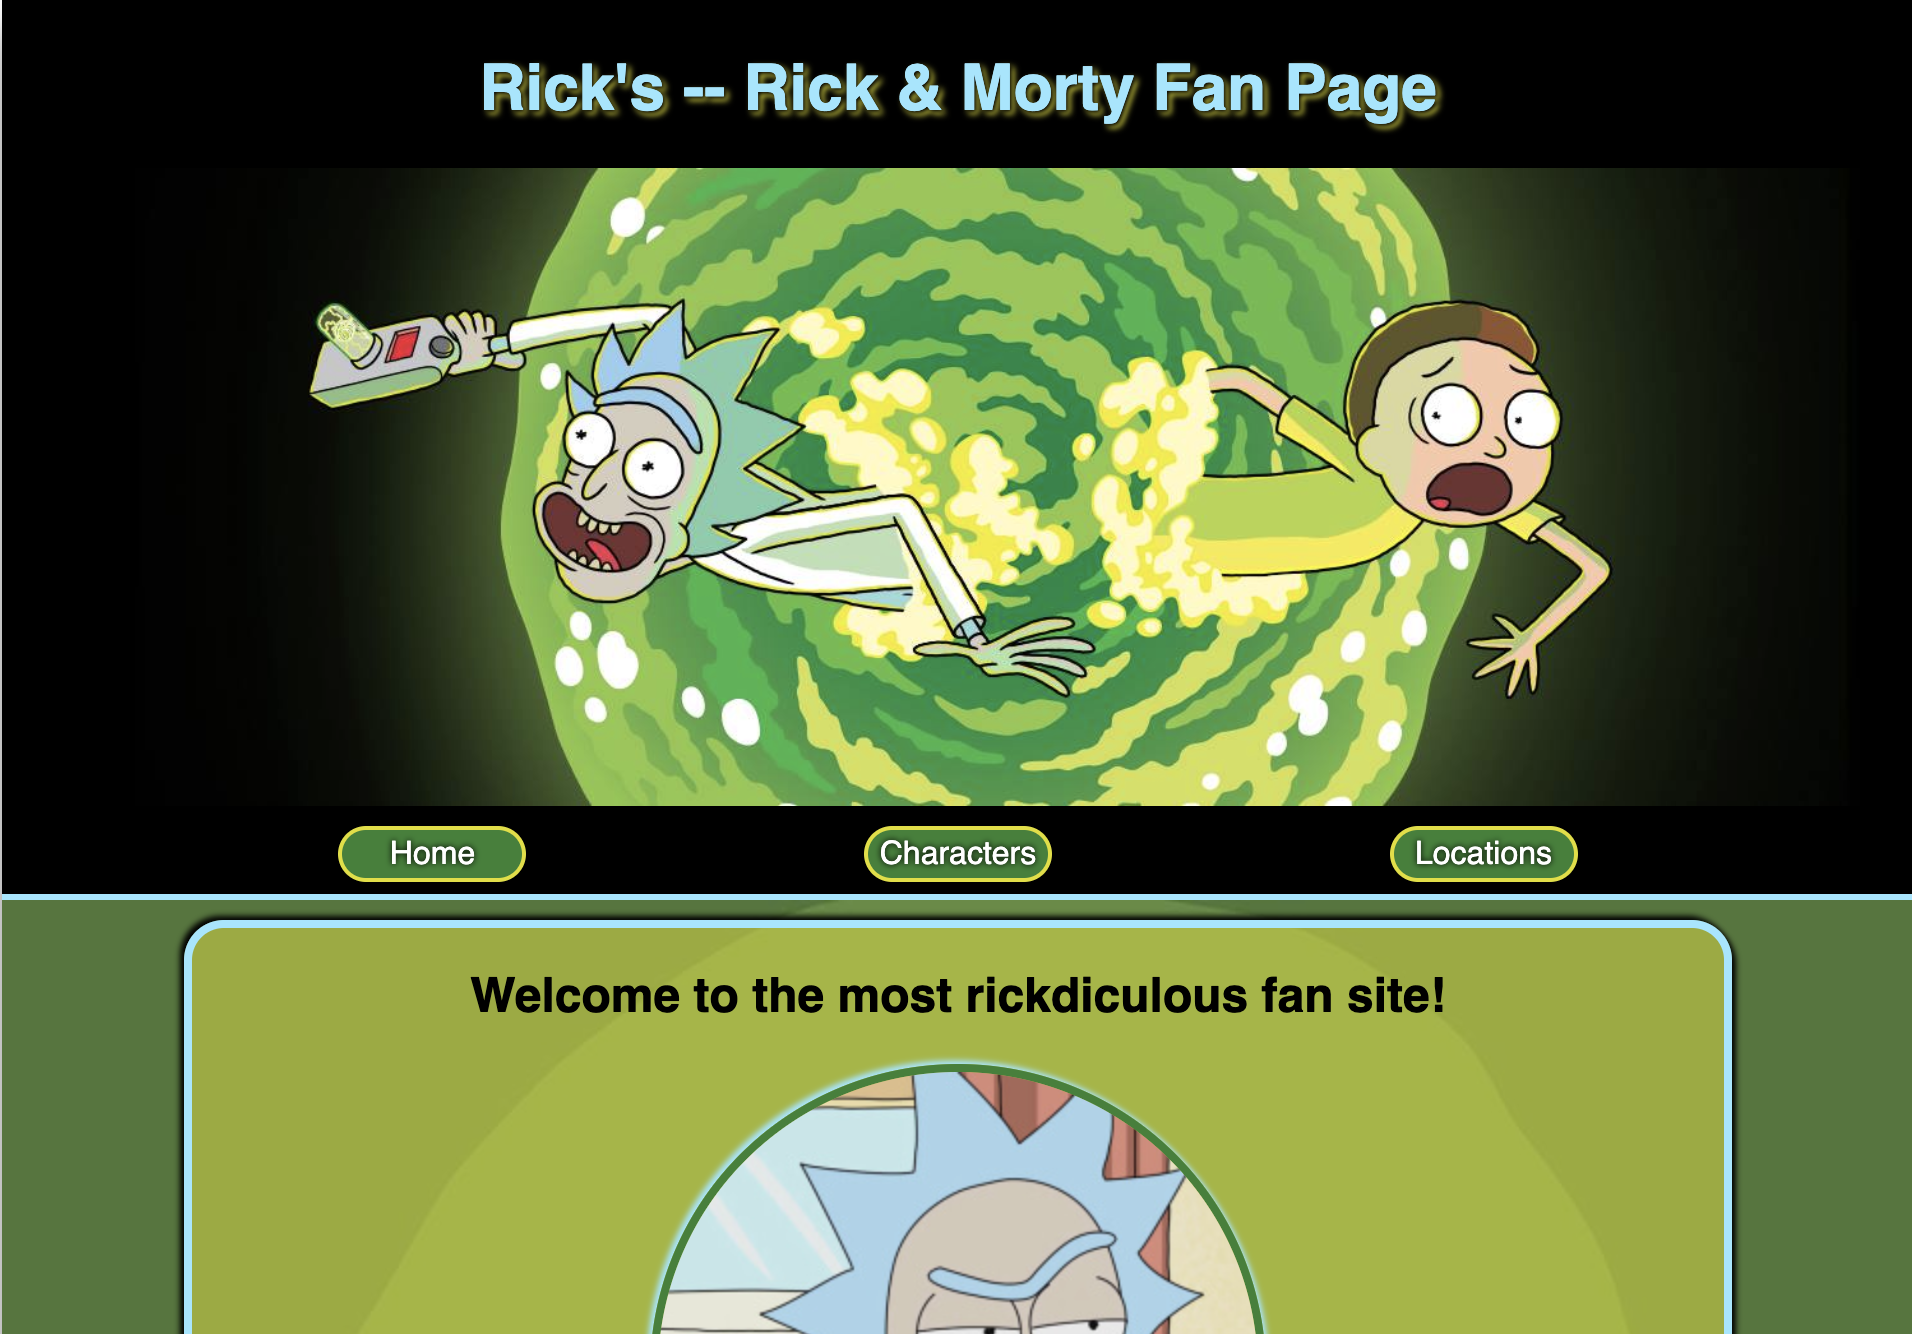 Rick's -- Rick & Morty Fan Page
Home
Characters
Locations
Welcome to the most rickdiculous fan site!